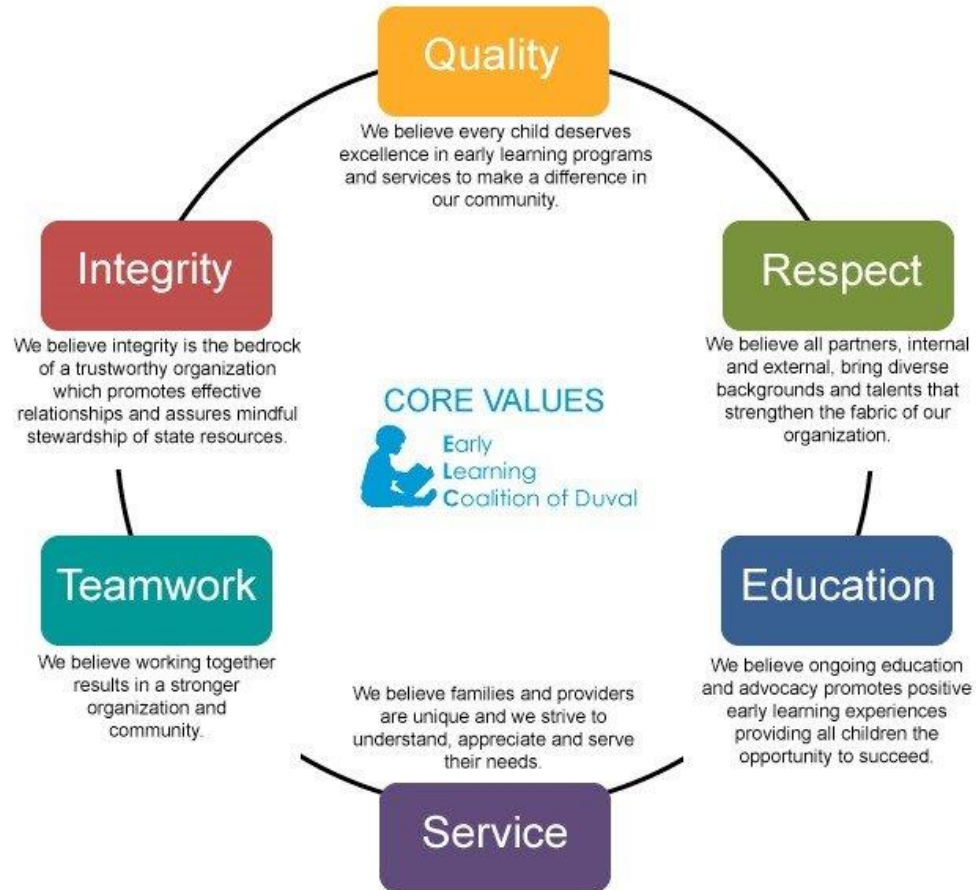 Quality
We believe every child deserves
excellence in early learning programs
and services to make a difference in
our community.
Integrity
We believe integrity is the bedrock
of a trustworthy organization
which promotes effective
relationships and assures mindful
stewardship of state resources.
Respect
We believe all partners, internal
and external, bring diverse
backgrounds and talents that
strengthen the fabric of our
organization.
CORE VALUES
Early
Learning
Coalition of Duval
Teamwork
We believe working together
results in a stronger
organization and
community.
Education
We believe ongoing education
and advocacy promotes positive
early learning experiences
providing all children the
opportunity to succeed.
We believe families and providers
are unique and we strive to
understand, appreciate and serve
their needs.
Service